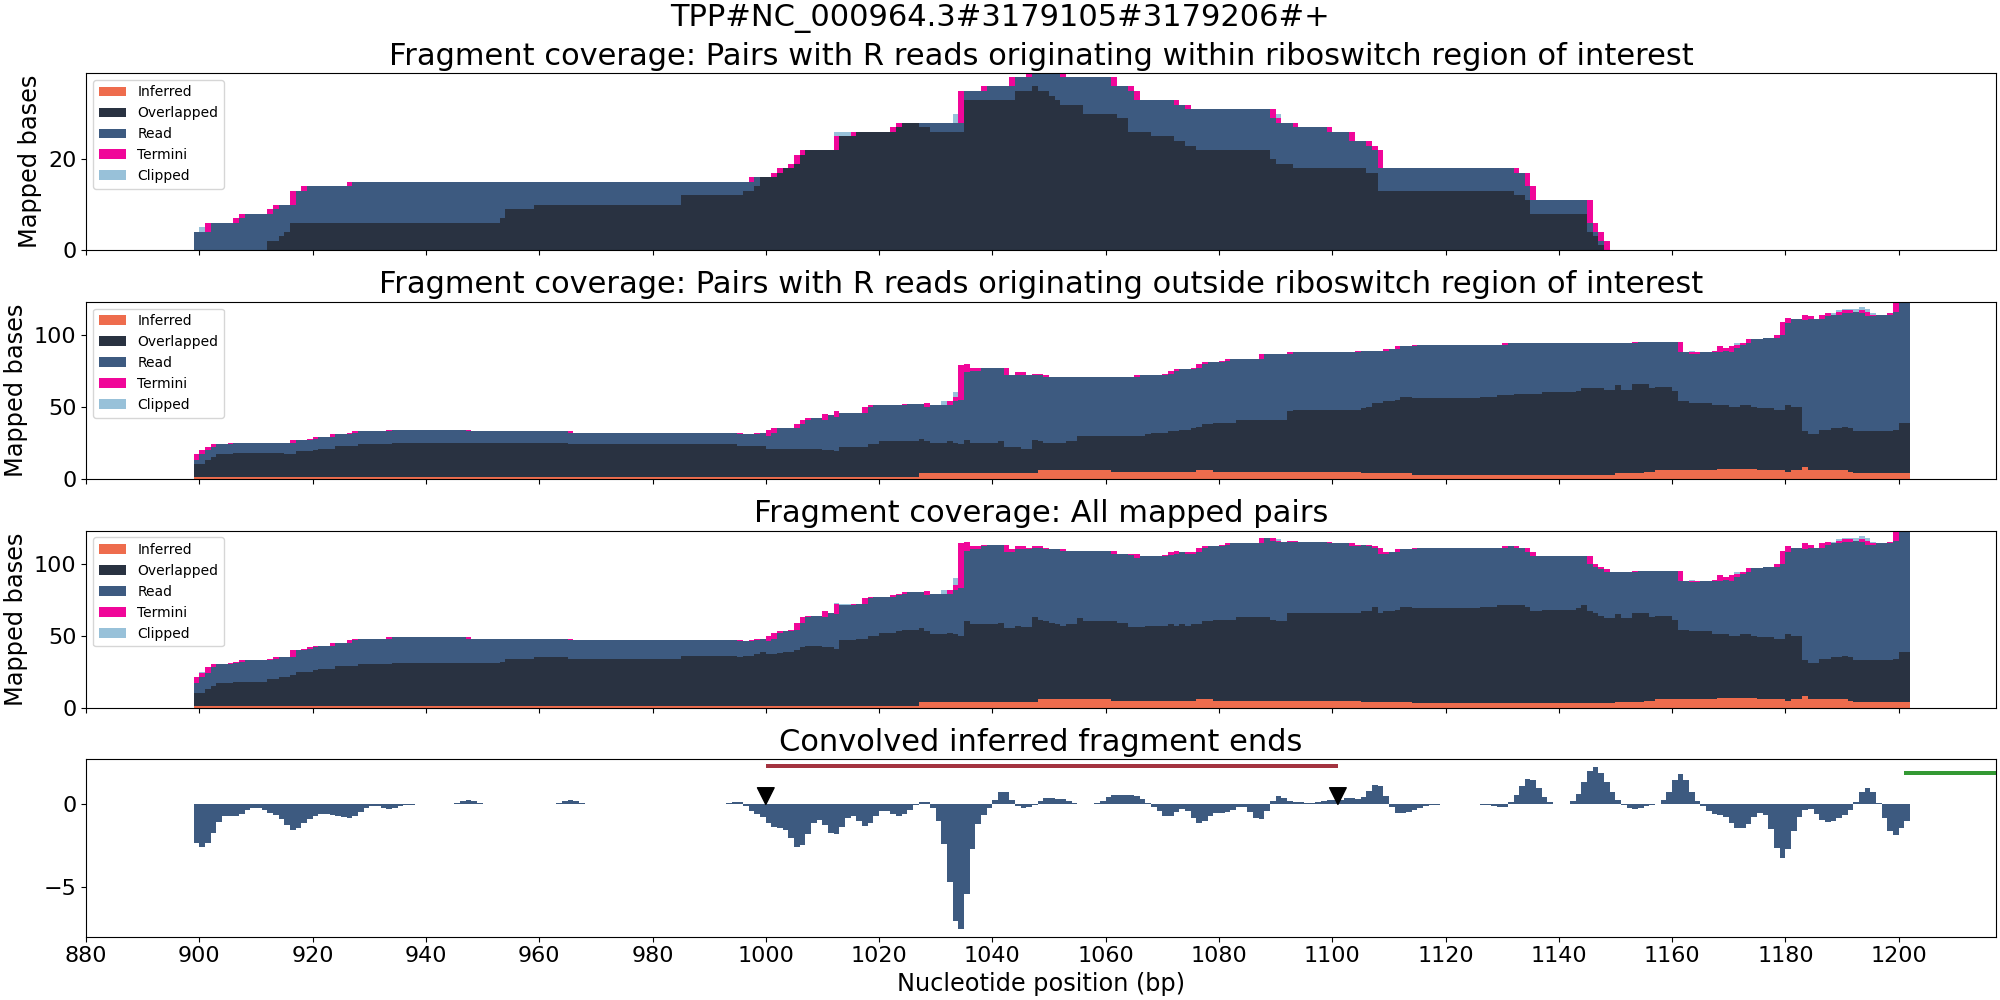 TPP#NC_000964.3#3179105#3179206#+
Fragment coverage: Pairs with R reads originating within riboswitch region of interest
Mapped bases
20
0
Inferred
Overlapped
Read
Termini
Clipped
Fragment coverage: Pairs with R reads originating outside riboswitch region of interest
Mapped bases
100
50
0
Inferred
Overlapped
Read
Termini
Clipped
Fragment coverage: All mapped pairs
Mapped bases
100
50
0
Inferred
Overlapped
Read
Termini
Clipped
Convolved inferred fragment ends
0
−5
880 900 920 940 960 980 1000 1020 1040 1060 1080 1100 1120 1140 1160 1180 1200
Nucleotide position (bp)